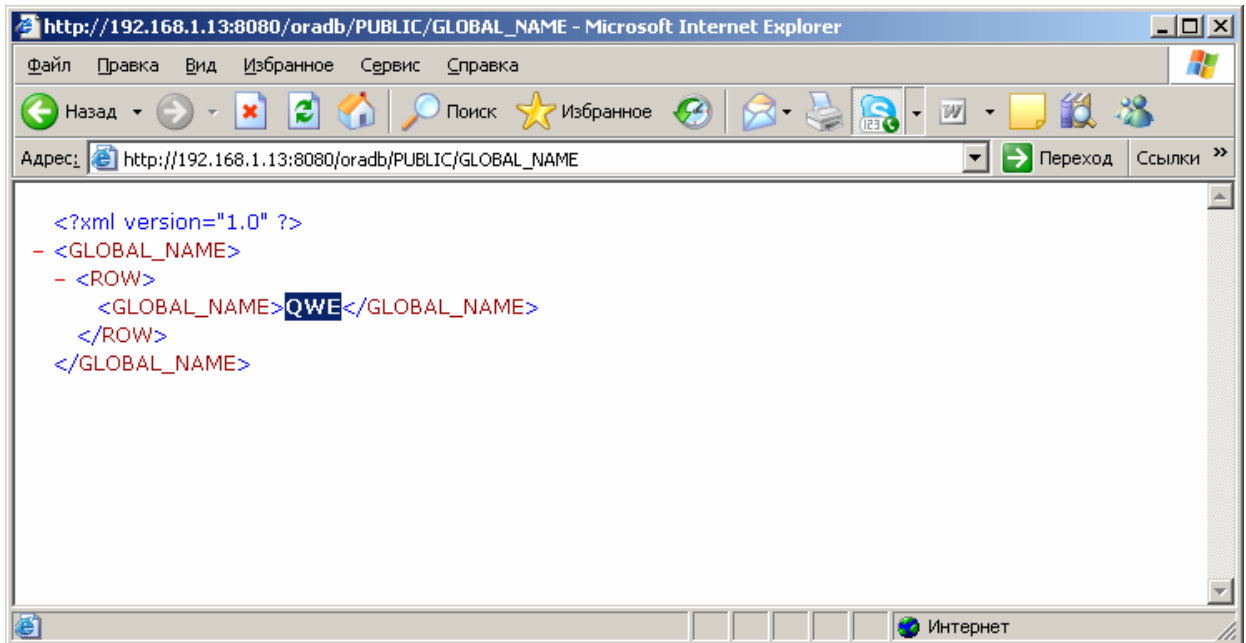 http://192.168.1.13:8080/oradb/PUBLIC/GLOBAL_NAME - Microsoft Internet Explorer
Файл Правка Вид Избранное Сервис Справка
Назад Поиск Избранное 123 W
Адрес: http://192.168.1.13:8080/oradb/PUBLIC/GLOBAL_NAME Переход Ссылки »
<?xml version="1.0" ?>
- <GLOBAL_NAME>
- <ROW>
<GLOBAL_NAME>QWE</GLOBAL_NAME>
</ROW>
</GLOBAL_NAME>
Интернет